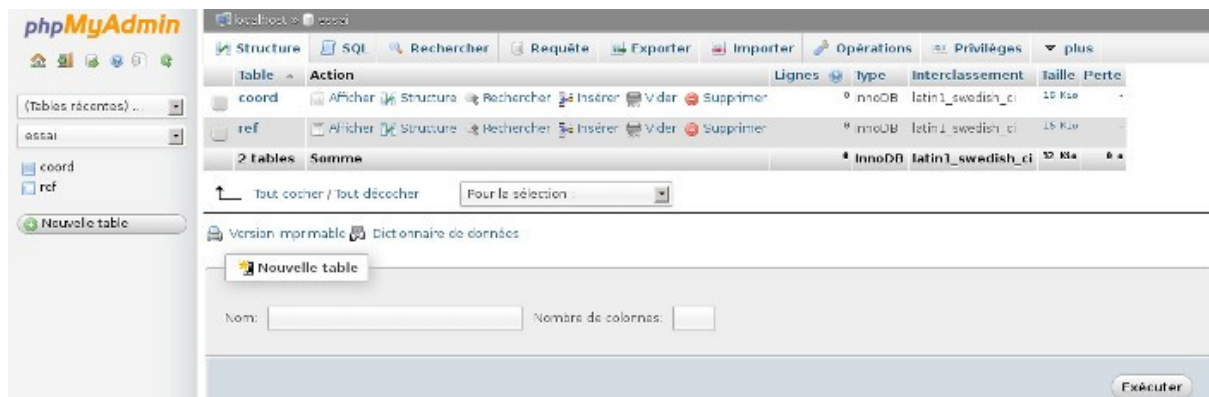 phpMyAdmin
localhost » essai
Structure SQL Rechercher Requête Exporter Importer Opérations Privilèges plus
(Tables récentes) ...
essai
coord
ref
Nouvelle table
Table Action Lignes Type Interclassement Taille Perte
coord Afficher Structure Rechercher Insérer Vider Supprimer 0 InnoDB latin1_swedish_ci 16 Kio -
ref Afficher Structure Rechercher Insérer Vider Supprimer 0 InnoDB latin1_swedish_ci 16 Kio -
2 tables Somme InnoDB latin1_swedish_ci 32 Kio 0 o
Tout cocher / Tout décocher Pour la sélection :
Version imprimable Dictionnaire de données
Nouvelle table
Nom: Nombre de colonnes:
Exécuter